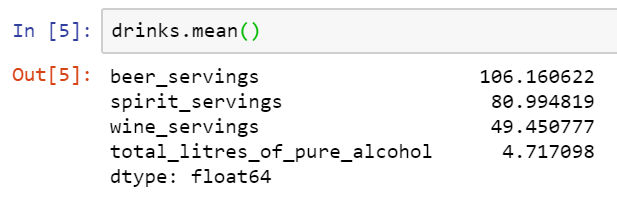 In [5]: drinks.mean()
Out[5]: beer_servings 106.160622
spirit_servings 80.994819
wine_servings 49.450777
total_litres_of_pure_alcohol 4.717098
dtype: float64